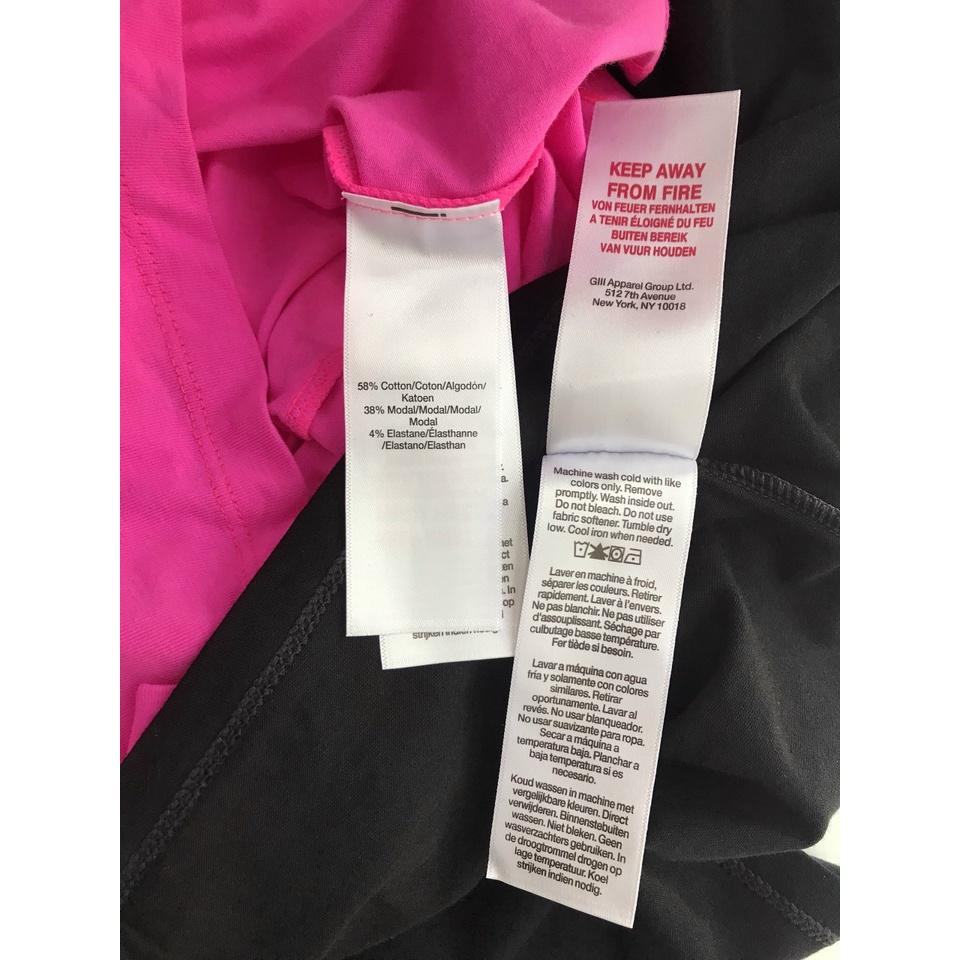 58% Cotton/Coton/Algodón/
Katoen
38% Modal/Modal/Modal/
Modal
4% Elastane/Élasthanne
/Elastano/Elasthan
strijken indien nodig
KEEP AWAY
FROM FIRE
VON FEUER FERNHALTEN
A TENIR ÉLOIGNÉ DU FEU
BUITEN BEREIK
VAN VUUR HOUDEN
GIII Apparel Group Ltd.
512 7th Avenue
New York, NY 10018
Machine wash cold with like
colors only. Remove
promptly. Wash inside out.
Do not bleach. Do not use
fabric softener. Tumble dry
low. Cool iron when needed.
Laver en machine à froid,
séparer les couleurs. Retirer
rapidement. Laver à l'envers.
Ne pas blanchir. Ne pas utiliser
d'assouplissant. Séchage par
culbutage basse température.
Fer tiède si besoin.
Lavar a máquina con agua
fría y solamente con colores
similares. Retirar
oportunamente. Lavar al
revés. No usar blanqueador.
No usar suavizante para ropa.
Secar a máquina a
temperatura baja. Planchar a
baja temperatura si es
necesario.
Koud wassen in machine met
vergelijkbare kleuren. Direct
verwijderen. Binnenstebuiten
wassen. Niet bleken. Geen
wasverzachters gebruiken. In
de droogtrommel drogen op
lage temperatuur. Koel
strijken indien nodig.